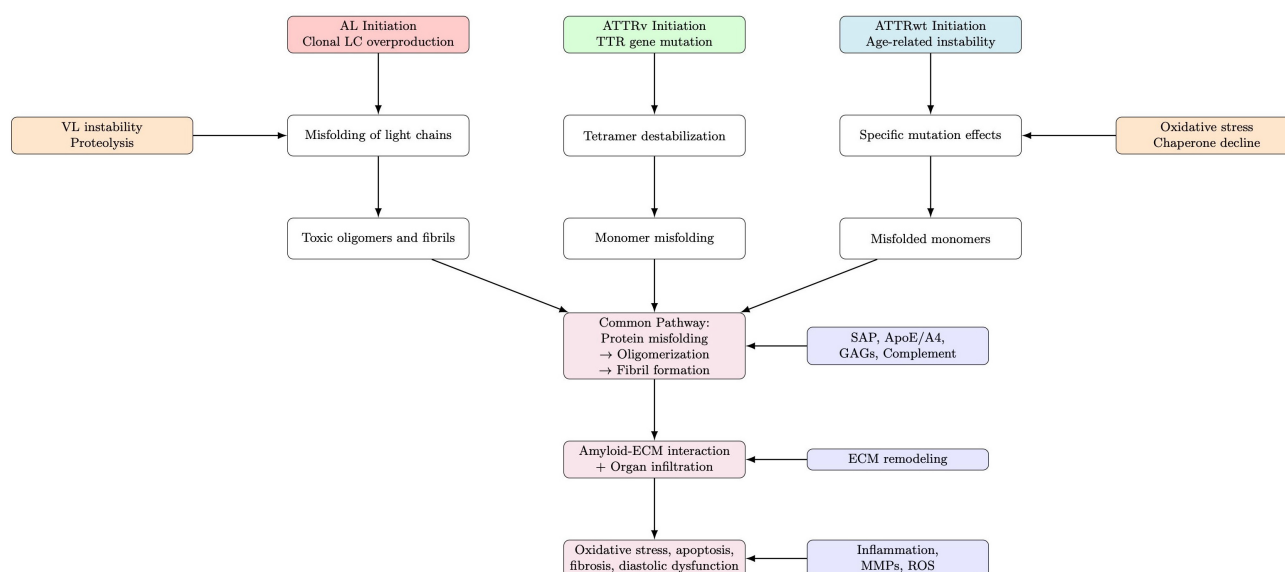 AL Initiation
Clonal LC overproduction
ATTRv Initiation
TTR gene mutation
ATTRwt Initiation
Age-related instability
VL instability
Proteolysis
Misfolding of light chains
Tetramer destabilization
Specific mutation effects
Oxidative stress
Chaperone decline
Toxic oligomers and fibrils
Monomer misfolding
Misfolded monomers
Common Pathway:
Protein misfolding
→ Oligomerization
→ Fibril formation
SAP, ApoE/A4,
GAGs, Complement
Amyloid-ECM interaction
+ Organ infiltration
ECM remodeling
Oxidative stress, apoptosis,
fibrosis, diastolic dysfunction
Inflammation,
MMPs, ROS